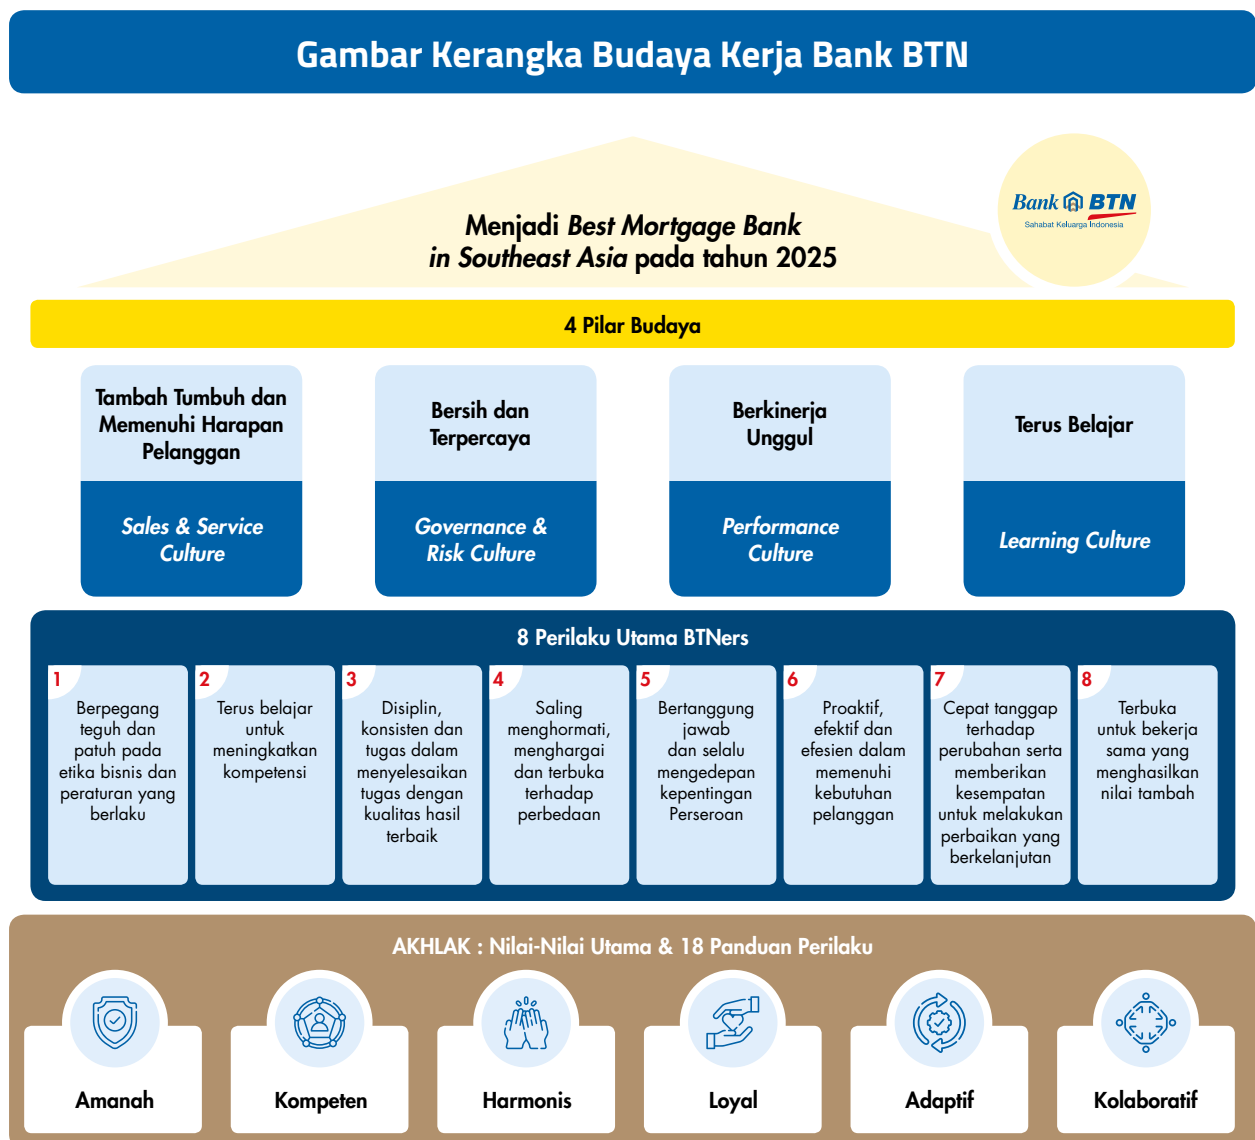 Gambar Kerangka Budaya Kerja Bank BTN
Menjadi Best Mortgage Bank
in Southeast Asia pada tahun 2025
Bank BTN
Sahabat Keluarga Indonesia
4 Pilar Budaya
Tambah Tumbuh dan
Memenuhi Harapan
Pelanggan
Sales & Service
Culture
Bersih dan
Terpercaya
Governance &
Risk Culture
Berkinerja
Unggul
Performance
Culture
Terus Belajar
Learning Culture
8 Perilaku Utama BTNers
1
Berpegang
teguh dan
patuh pada
etika bisnis dan
peraturan yang
berlaku
2
Terus belajar
untuk
meningkatkan
kompetensi
3
Disiplin,
konsisten dan
tugas dalam
menyelesaikan
tugas dengan
kualitas hasil
terbaik
4
Saling
menghormati,
menghargai
dan terbuka
terhadap
perbedaan
5
Bertanggung
jawab
dan selalu
mengedepan
kepentingan
Perseroan
6
Proaktif,
efektif dan
efesien dalam
memenuhi
kebutuhan
pelanggan
7
Cepat tanggap
terhadap
perubahan serta
memberikan
kesempatan
untuk melakukan
perbaikan yang
berkelanjutan
8
Terbuka
untuk bekerja
sama yang
menghasilkan
nilai tambah
AKHLAK : Nilai-Nilai Utama & 18 Panduan Perilaku
Amanah
Kompeten
Harmonis
Loyal
Adaptif
Kolaboratif